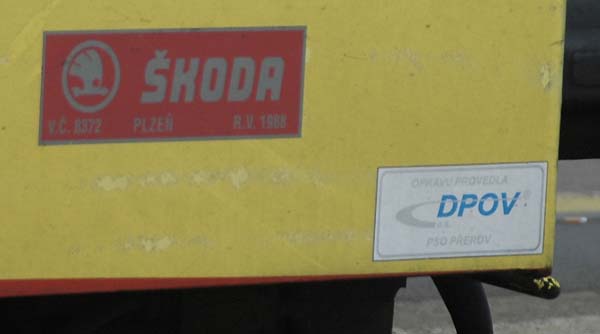 ŠKODA
V.Č. 8372 PLZEŇ R.V. 1988
OPRAVU PROVEDLA
DPOV
a.s.
PSO PŘEROV